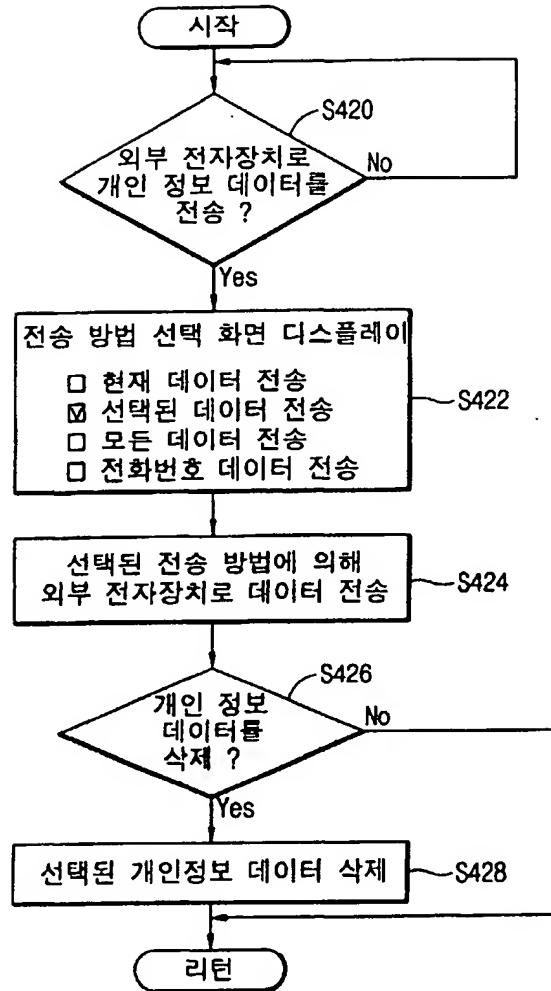 시작
S420
외부 전자장치로
개인 정보 데이터를
전송 ?
No
Yes
전송 방법 선택 화면 디스플레이
☐ 현재 데이터 전송
☑ 선택된 데이터 전송
☐ 모든 데이터 전송
☐ 전화번호 데이터 전송
S422
선택된 전송 방법에 의해
외부 전자장치로 데이터 전송
S424
S426
개인 정보
데이터를
삭제 ?
No
Yes
선택된 개인정보 데이터 삭제
S428
리턴